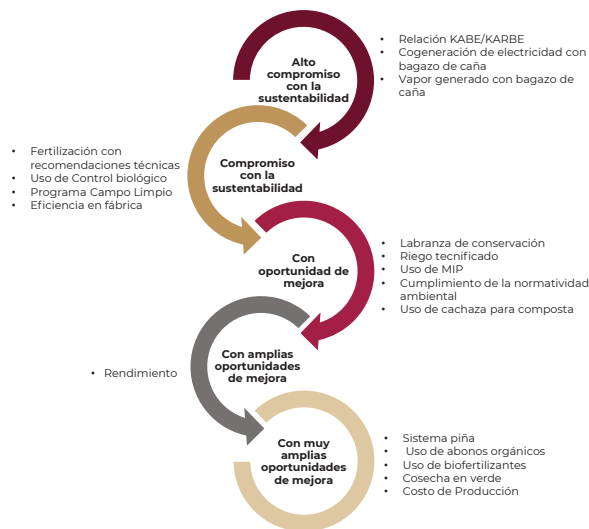 Alto
compromiso
con la
sustentabilidad
• Relación KABE/KARBE
• Cogeneración de electricidad con
bagazo de caña
• Vapor generado con bagazo de
caña
• Fertilización con
recomendaciones técnicas
• Uso de Control biológico
• Programa Campo Limpio
• Eficiencia en fábrica
Compromiso
con la
sustentabilidad
Con
oportunidad de
mejora
• Labranza de conservación
• Riego tecnificado
• Uso de MIP
• Cumplimiento de la normatividad
ambiental
• Uso de cachaza para composta
• Rendimiento
Con amplias
oportunidades
de mejora
Con muy
amplias
oportunidades
de mejora
• Sistema piña
• Uso de abonos orgánicos
• Uso de biofertilizantes
• Cosecha en verde
• Costo de Producción